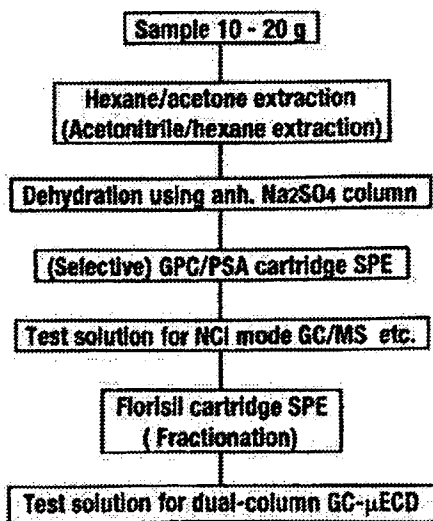 Sample 10 - 20 g
Hexane/acetone extraction
(Acetonitrile/hexane extraction)
Dehydration using anh. Na2SO4 column
(Selective) GPC/PSA cartridge SPE
Test solution for NCI mode GC/MS etc.
Florisil cartridge SPE
( Fractionation)
Test solution for dual-column GC-μECD